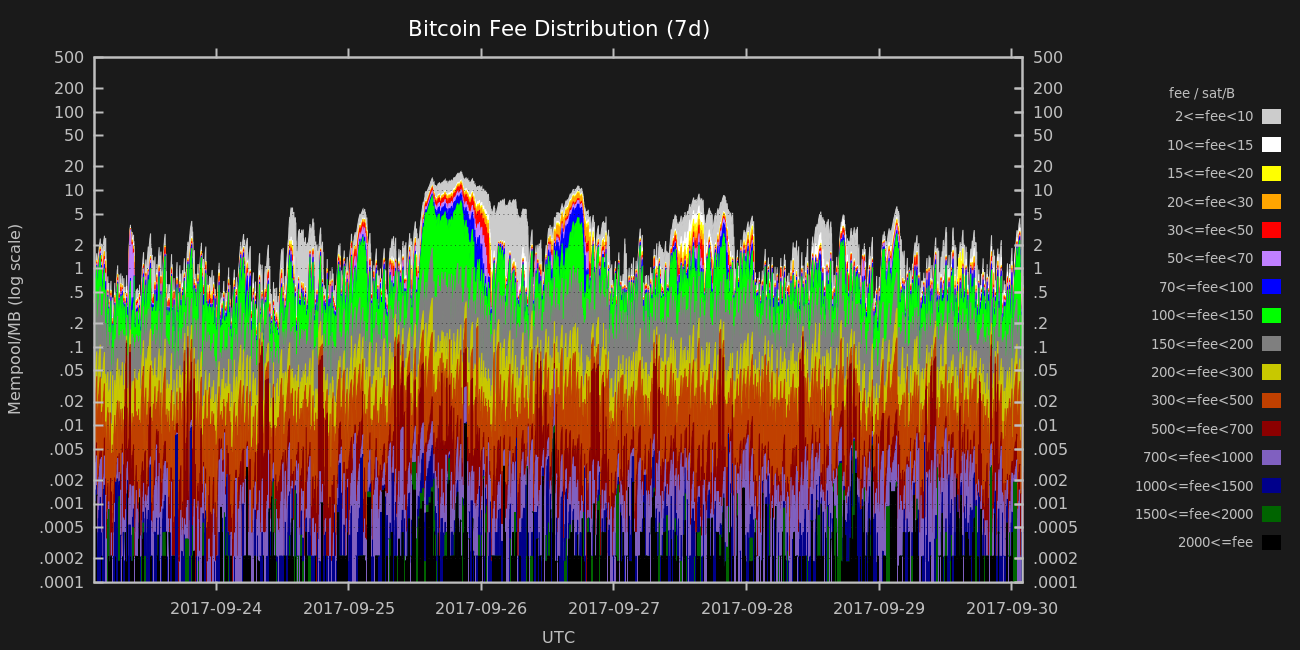 Bitcoin Fee Distribution (7d)
500
200
100
50
20
10
5
2
1
.5
.2
.1
.05
.02
.01
.005
.002
.001
.0005
.0002
.0001
Mempool/MB (log scale)
500
200
100
50
20
10
5
2
1
.5
.2
.1
.05
.02
.01
.005
.002
.001
.0005
.0002
.0001
2017-09-24
2017-09-25
2017-09-26
2017-09-27
2017-09-28
2017-09-29
2017-09-30
UTC
fee / sat/B
2<=fee<10
10<=fee<15
15<=fee<20
20<=fee<30
30<=fee<50
50<=fee<70
70<=fee<100
100<=fee<150
150<=fee<200
200<=fee<300
300<=fee<500
500<=fee<700
700<=fee<1000
1000<=fee<1500
1500<=fee<2000
2000<=fee